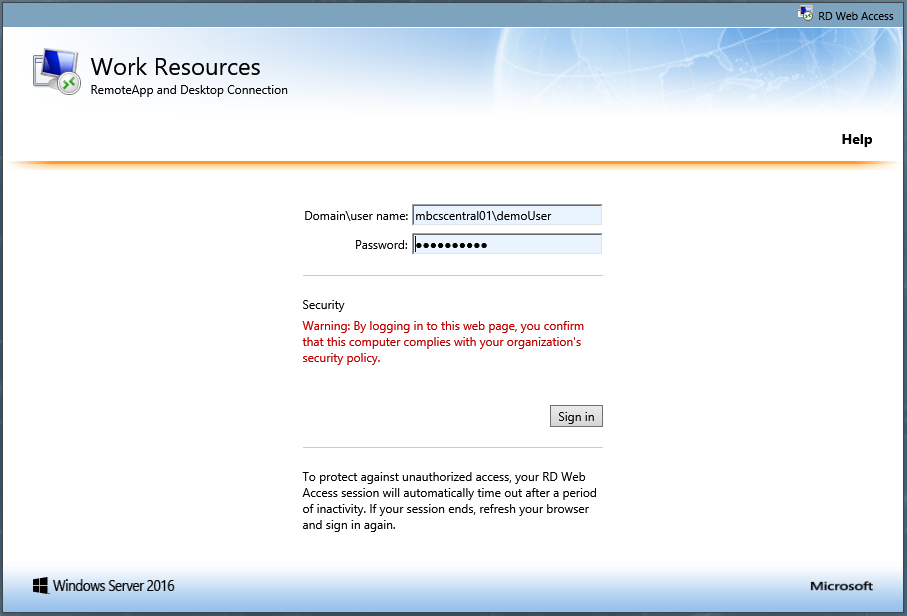 RD Web Access
Work Resources
RemoteApp and Desktop Connection
Help
Domain\user name: mbcscentral01\demoUser
Password: ●●●●●●●●●●
Security
Warning: By logging in to this web page, you confirm
that this computer complies with your organization's
security policy.
Sign in
To protect against unauthorized access, your RD Web
Access session will automatically time out after a period
of inactivity. If your session ends, refresh your browser
and sign in again.
Windows Server 2016
Microsoft